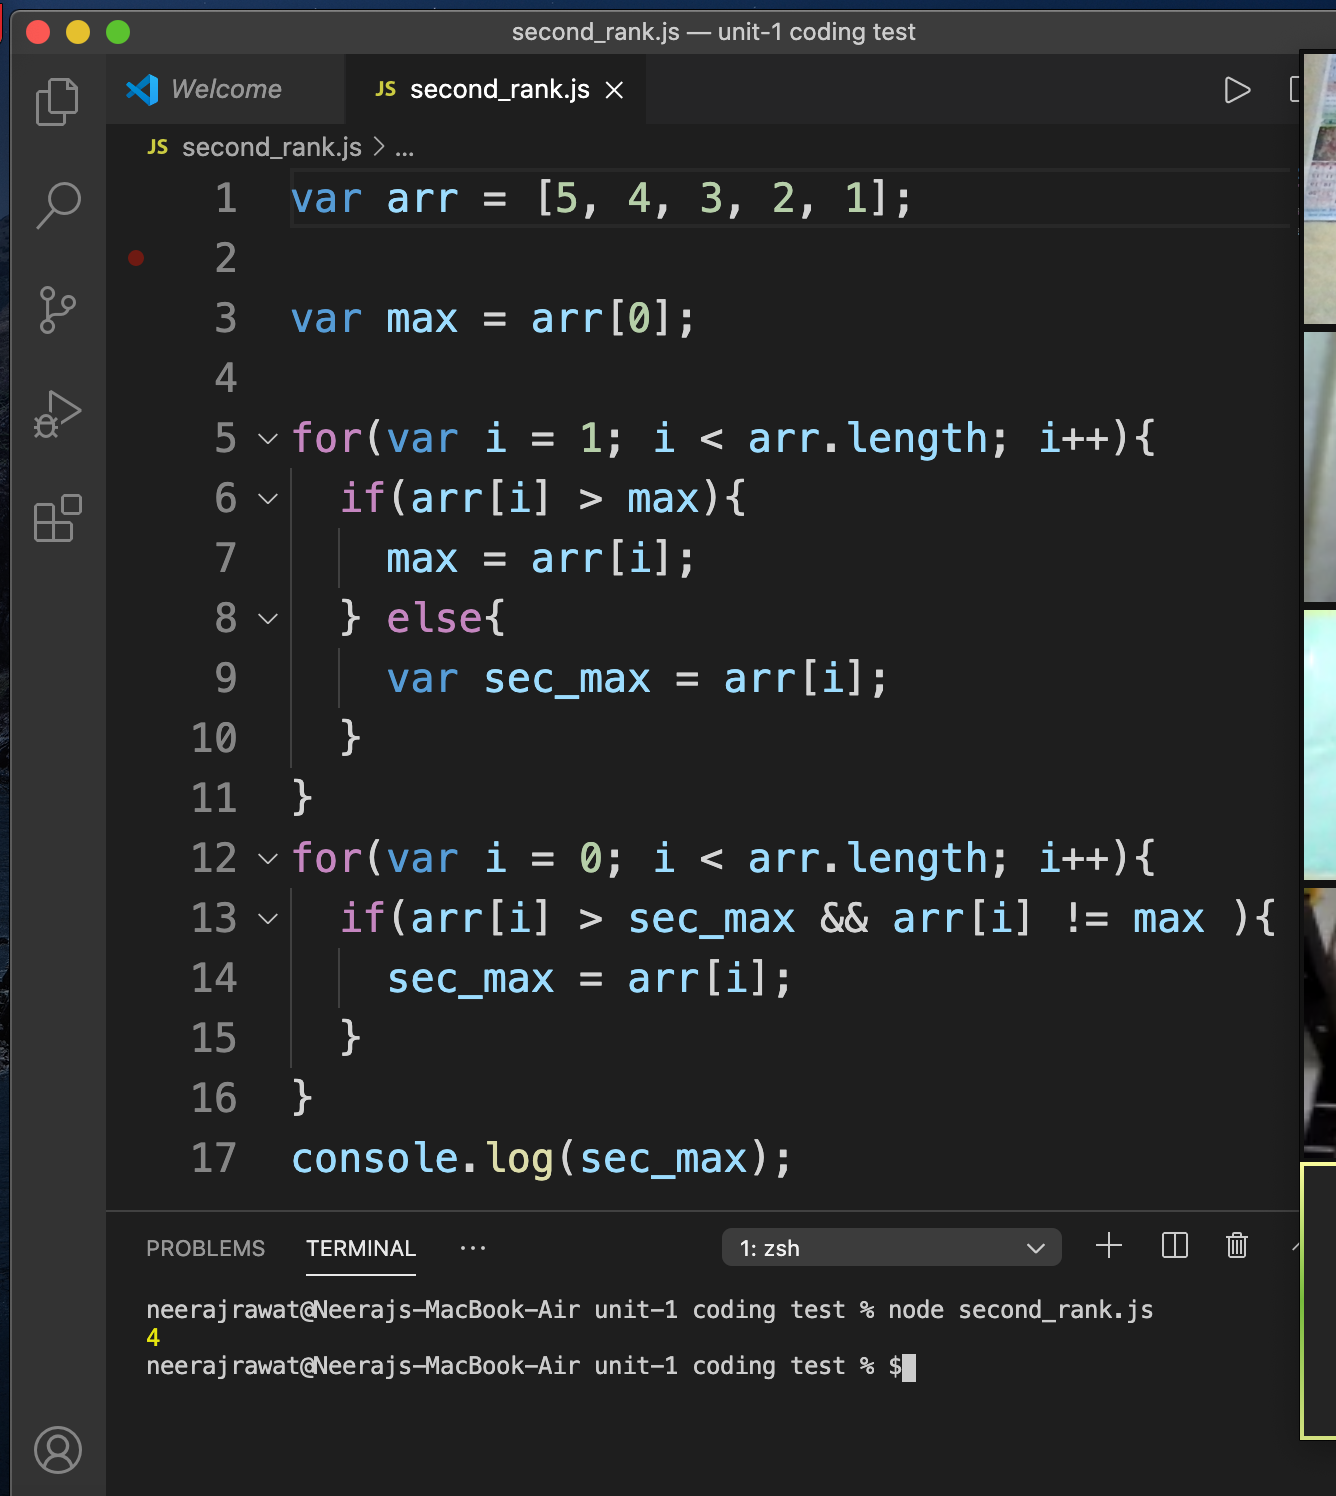 second_rank.js — unit-1 coding test
Welcome
JS second_rank.js ×
JS second_rank.js > ...
1 var arr = [5, 4, 3, 2, 1];
2
3 var max = arr[0];
4
5 for(var i = 1; i < arr.length; i++){
6 if(arr[i] > max){
7 max = arr[i];
8 } else{
9 var sec_max = arr[i];
10 }
11 }
12 for(var i = 0; i < arr.length; i++){
13 if(arr[i] > sec_max && arr[i] != max ){
14 sec_max = arr[i];
15 }
16 }
17 console.log(sec_max);
PROBLEMS TERMINAL ... 1: zsh
neerajrawat@Neerajs-MacBook-Air unit-1 coding test % node second_rank.js
4
neerajrawat@Neerajs-MacBook-Air unit-1 coding test % $